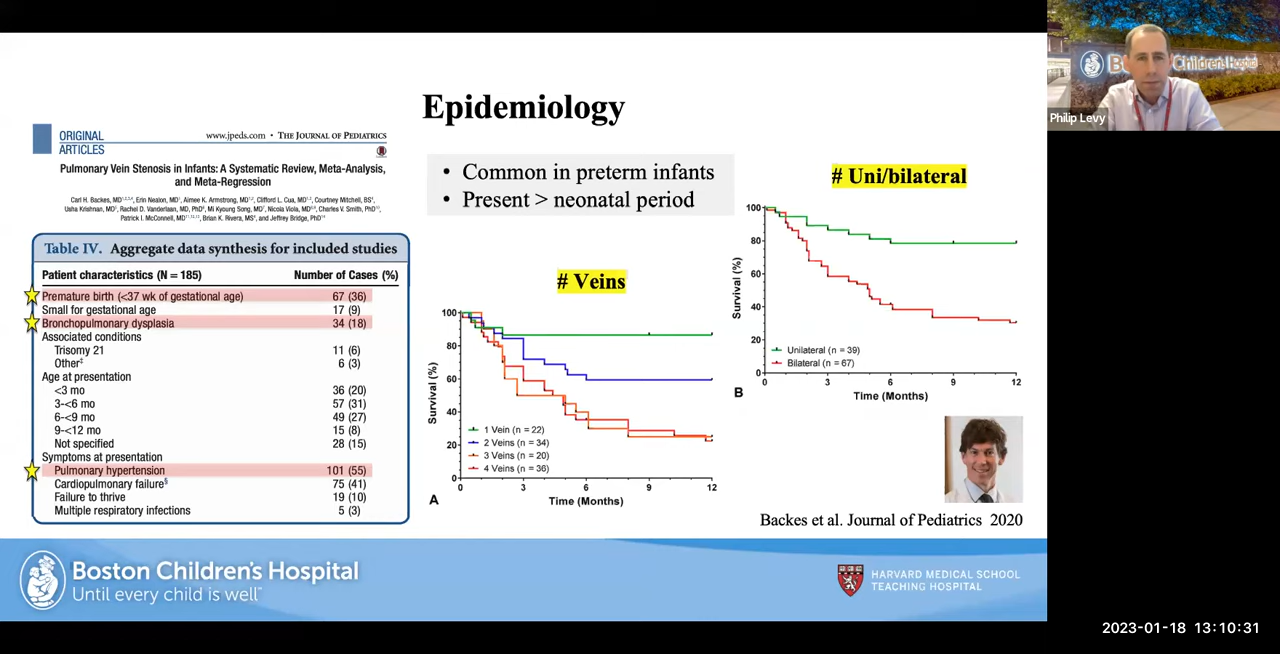 Epidemiology
ORIGINAL
ARTICLES
www.jpeds.com • THE JOURNAL OF PEDIATRICS
Pulmonary Vein Stenosis in Infants: A Systematic Review, Meta-Analysis,
and Meta-Regression
Carl H. Backes, MD, Erin Nealon, MD, Aimee K. Armstrong, MD, Clifford L. Cua, MD, Courtney Mitchell, BS,
Usha Krishnan, MD, Rachel D. Vanderlaan, MD, PhD, Mi Kyoung Song, MD, Nicola Viola, MD, Charles V. Smith, PhD,
Patrick I. McConnell, MD, Brian K. Rivera, MS, and Jeffrey Bridge, PhD
Table IV. Aggregate data synthesis for included studies
Patient characteristics (N = 185) Number of Cases (%)
Premature birth (<37 wk of gestational age) 67 (36)
Small for gestational age 17 (9)
Bronchopulmonary dysplasia 34 (18)
Associated conditions
Trisomy 21 11 (6)
Other‡ 6 (3)
Age at presentation
<3 mo 36 (20)
3-<6 mo 57 (31)
6-<9 mo 49 (27)
9-<12 mo 15 (8)
Not specified 28 (15)
Symptoms at presentation
Pulmonary hypertension 101 (55)
Cardiopulmonary failure§ 75 (41)
Failure to thrive 19 (10)
Multiple respiratory infections 5 (3)
• Common in preterm infants
• Present > neonatal period
# Veins
Survival (%)
100
80
60
40
20
0
1 Vein (n = 22)
2 Veins (n = 34)
3 Veins (n = 20)
4 Veins (n = 36)
0 3 6 9 12
Time (Months)
A
# Uni/bilateral
Survival (%)
100
80
60
40
20
0
Unilateral (n = 39)
Bilateral (n = 67)
0 3 6 9 12
Time (Months)
B
Backes et al. Journal of Pediatrics 2020
Boston Children's Hospital
Until every child is well™
HARVARD MEDICAL SCHOOL
TEACHING HOSPITAL
Children's Hospital
Philip Levy
2023-01-18 13:10:31